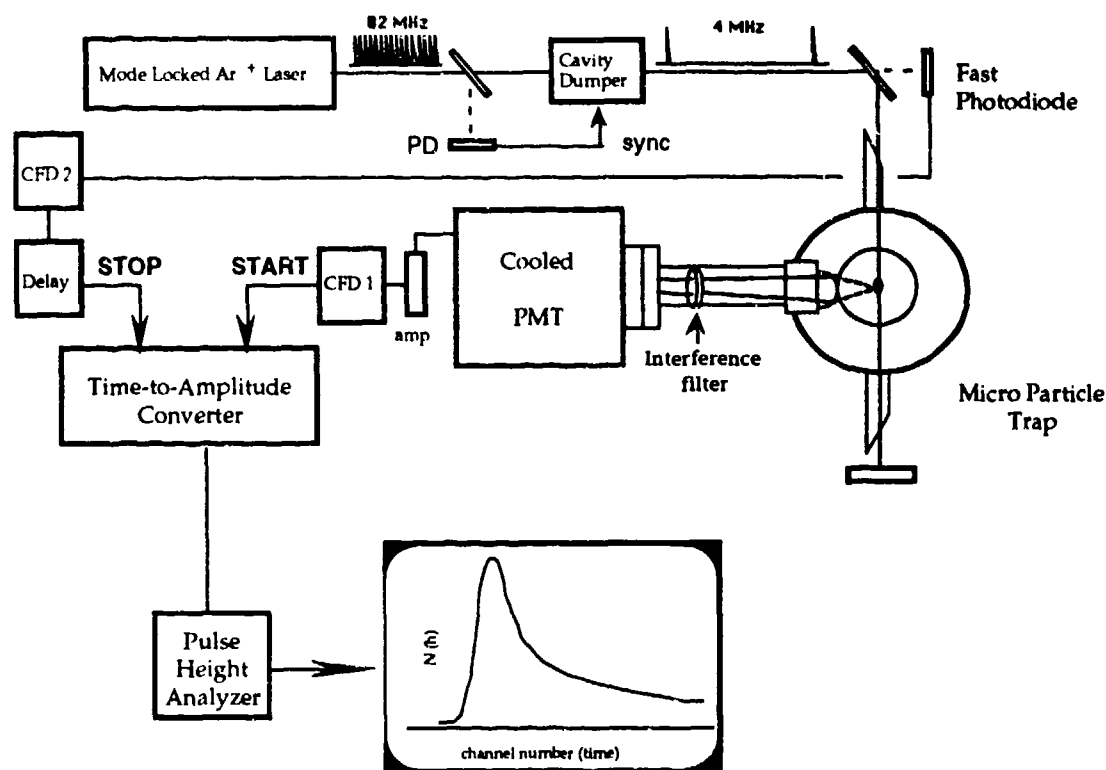 82 MHz
4 MHz
Mode Locked Ar + Laser
Cavity
Dumper
Fast
Photodiode
PD
sync
CFD 2
Delay
STOP
START
CFD 1
amp
Cooled
PMT
Interference
filter
Micro Particle
Trap
Time-to-Amplitude
Converter
Pulse
Height
Analyzer
N (h)
channel number (time)